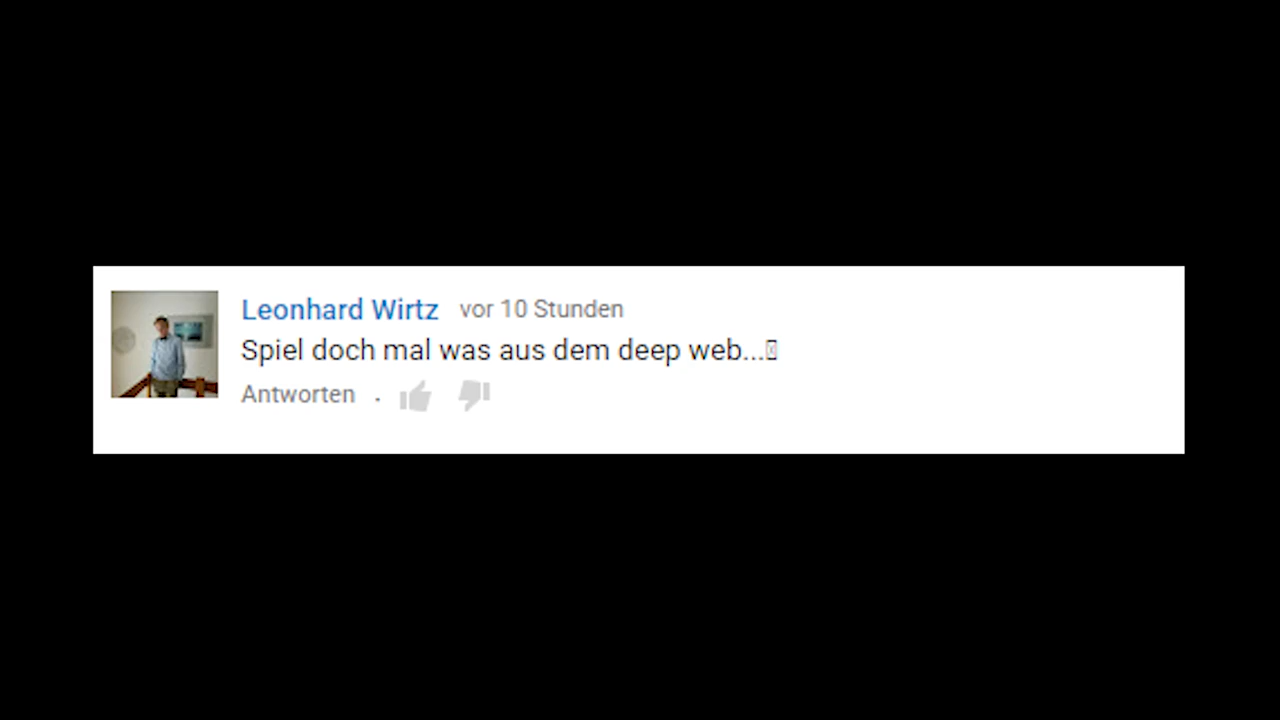 Leonhard Wirtz vor 10 Stunden
Spiel doch mal was aus dem deep web...
Antworten .